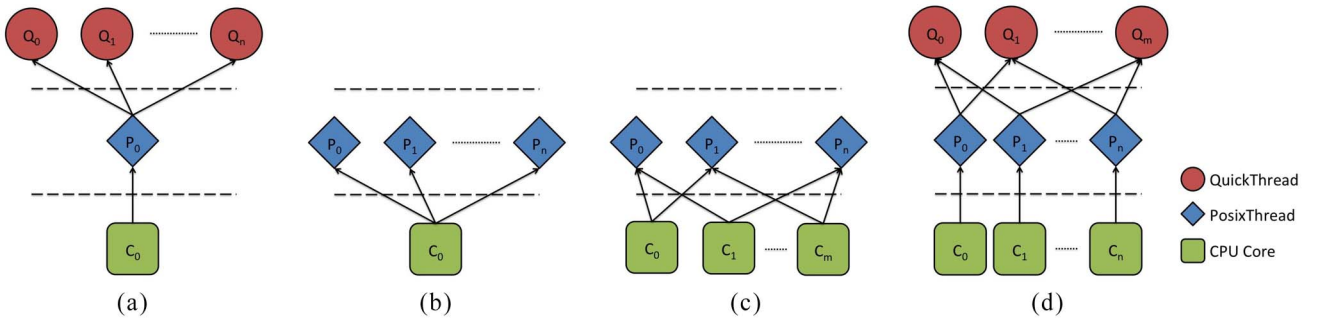 Q₀ Q₁ Qₙ
P₀
C₀
(a)
P₀ P₁ Pₙ
C₀
(b)
P₀ P₁ Pₙ
C₀ C₁ Cₘ
(c)
Q₀ Q₁ Qₘ
P₀ P₁ Pₙ
C₀ C₁ Cₙ
(d)
QuickThread
PosixThread
CPU Core